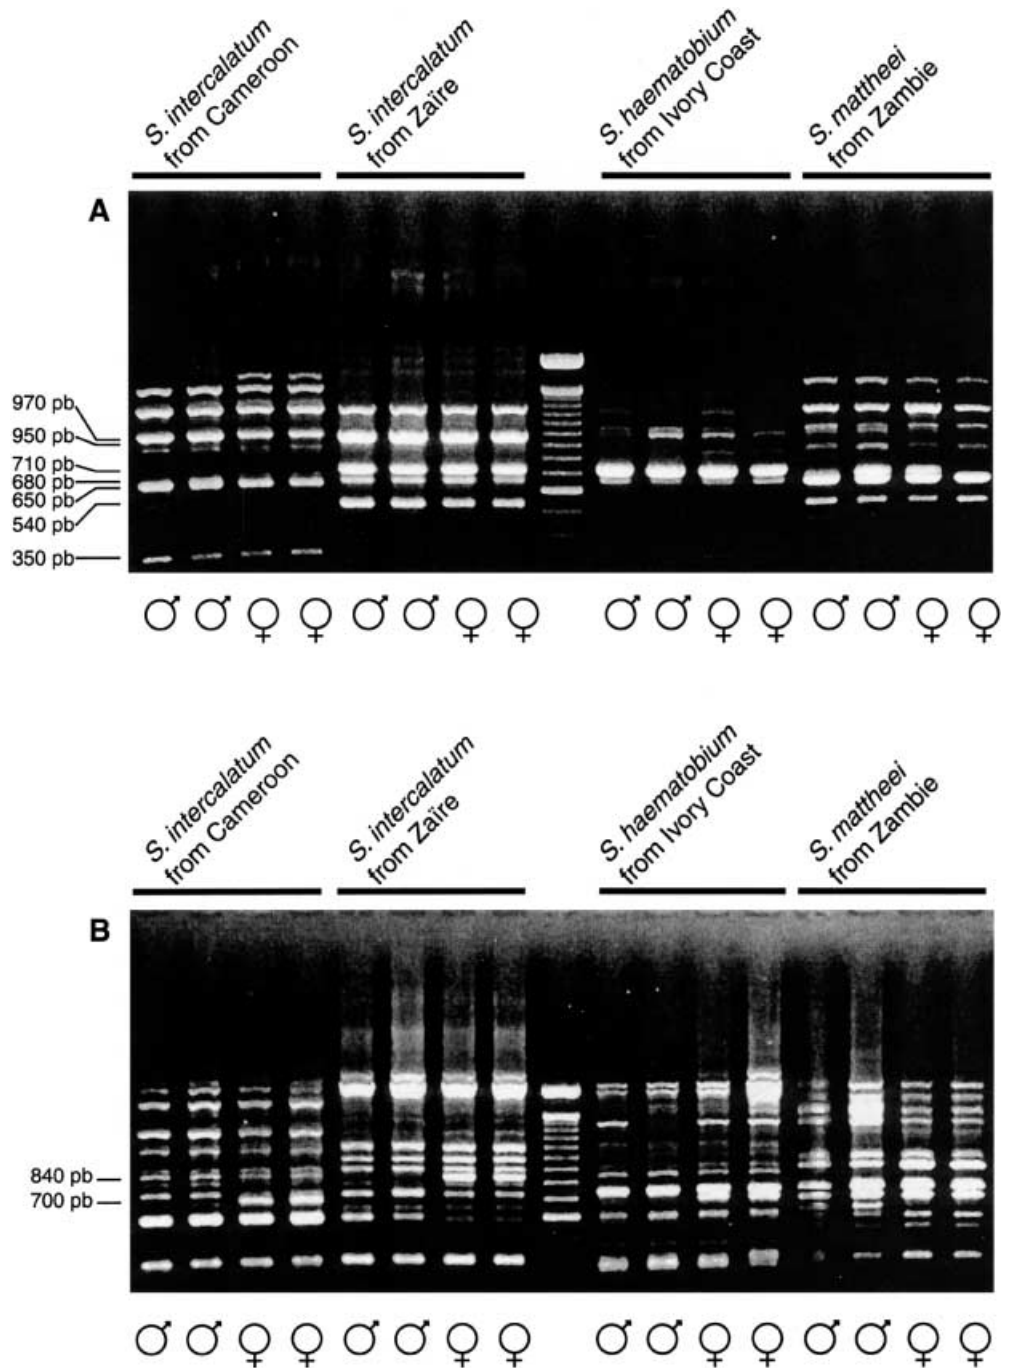 S. intercalatum
from Cameroon
S. intercalatum
from Zaïre
S. haematobium
from Ivory Coast
S. mattheei
from Zambie
A
970 pb
950 pb
710 pb
680 pb
650 pb
540 pb
350 pb
♂ ♂ ♀ ♀ ♂ ♂ ♀ ♀ ♂ ♂ ♀ ♀ ♂ ♂ ♀ ♀
S. intercalatum
from Cameroon
S. intercalatum
from Zaïre
S. haematobium
from Ivory Coast
S. mattheei
from Zambie
B
840 pb
700 pb
♂ ♂ ♀ ♀ ♂ ♂ ♀ ♀ ♂ ♂ ♀ ♀ ♂ ♂ ♀ ♀